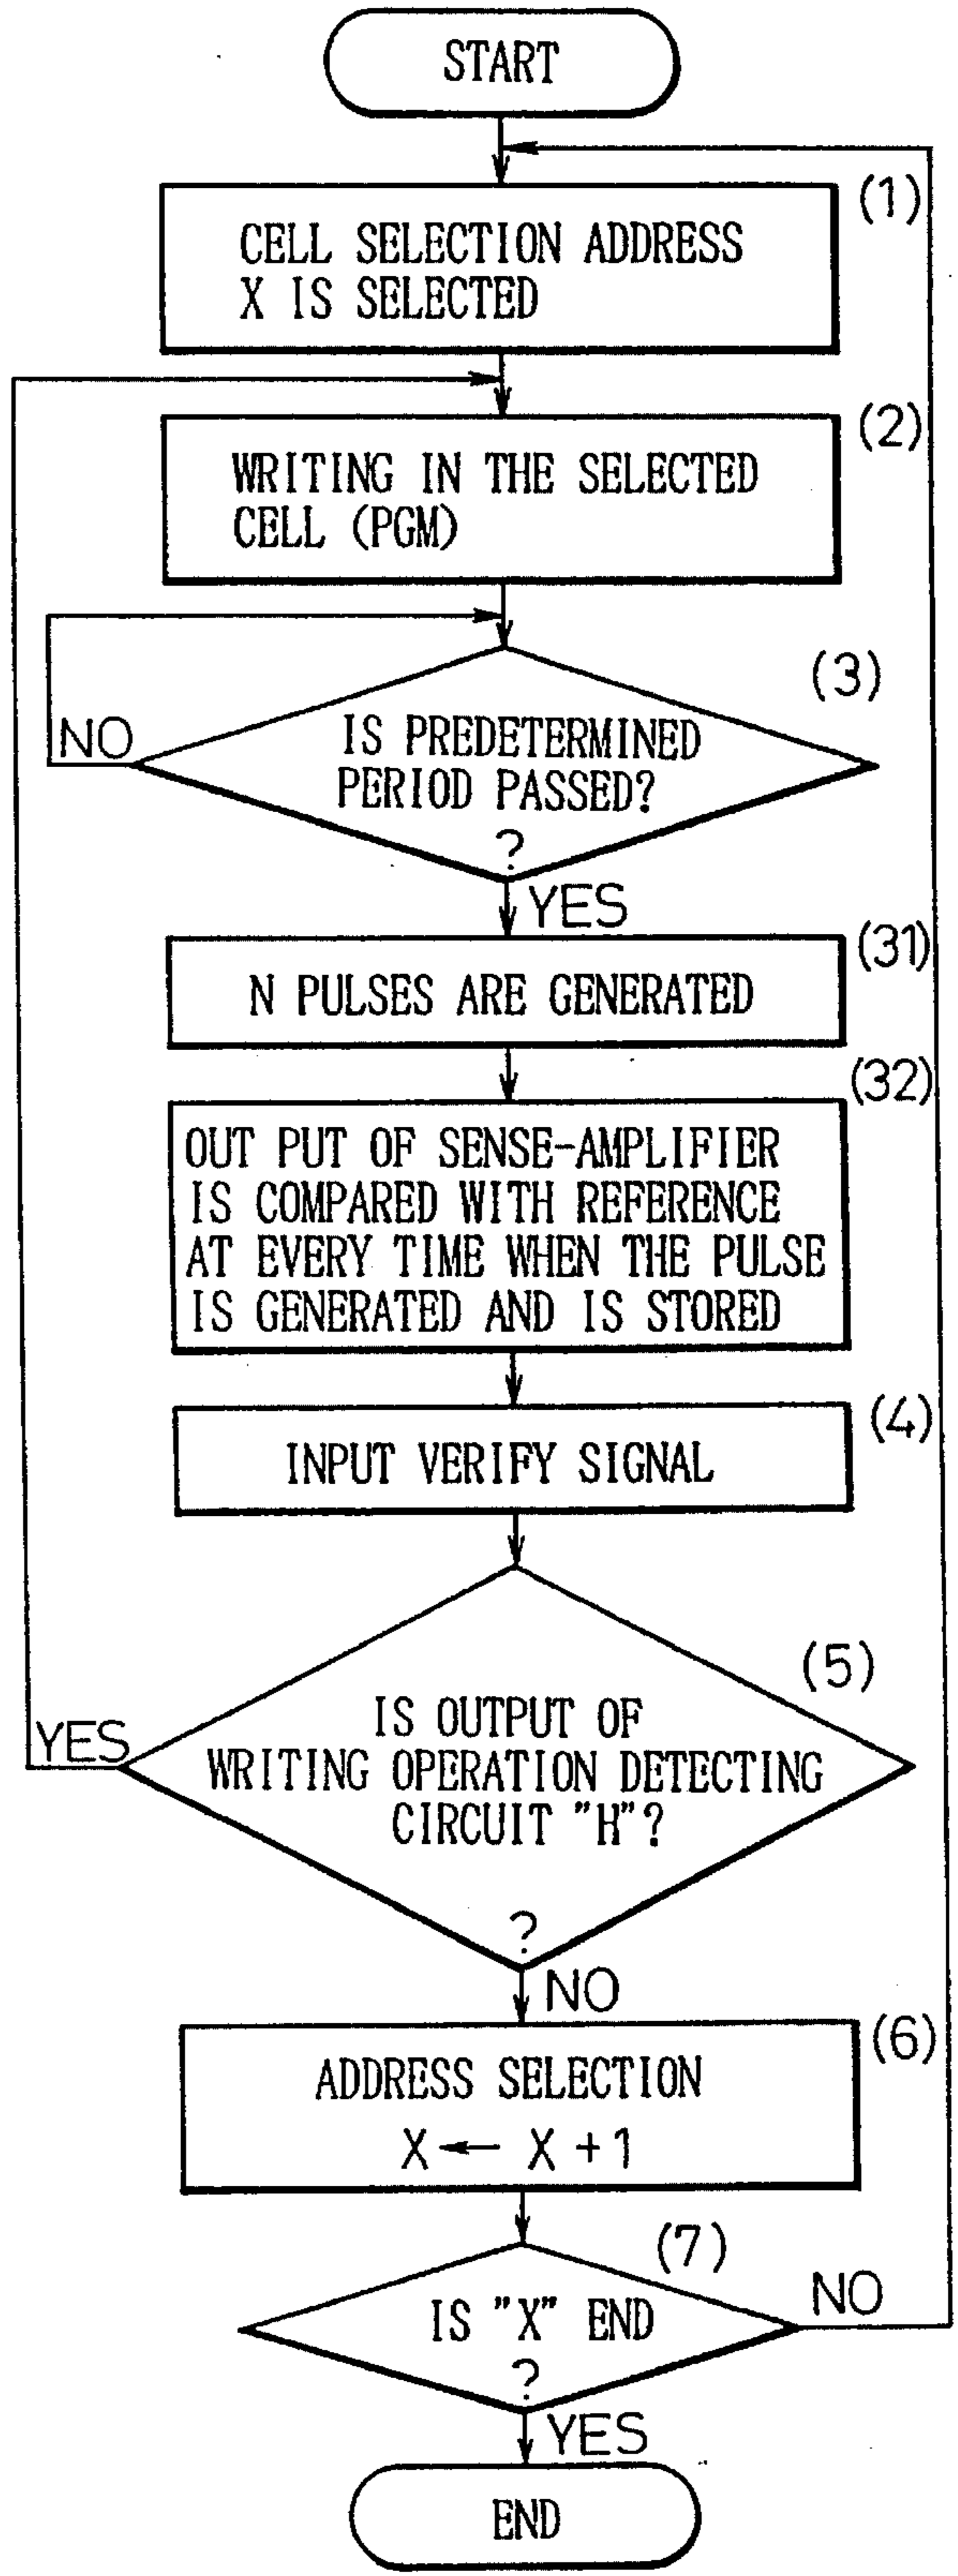 START
(1)
CELL SELECTION ADDRESS
X IS SELECTED
(2)
WRITING IN THE SELECTED
CELL (PGM)
(3)
NO
IS PREDETERMINED
PERIOD PASSED?
?
YES
(31)
N PULSES ARE GENERATED
(32)
OUT PUT OF SENSE-AMPLIFIER
IS COMPARED WITH REFERENCE
AT EVERY TIME WHEN THE PULSE
IS GENERATED AND IS STORED
(4)
INPUT VERIFY SIGNAL
(5)
YES
IS OUTPUT OF
WRITING OPERATION DETECTING
CIRCUIT "H"?
?
NO
(6)
ADDRESS SELECTION
X ← X +1
(7)
NO
IS "X" END
?
YES
END